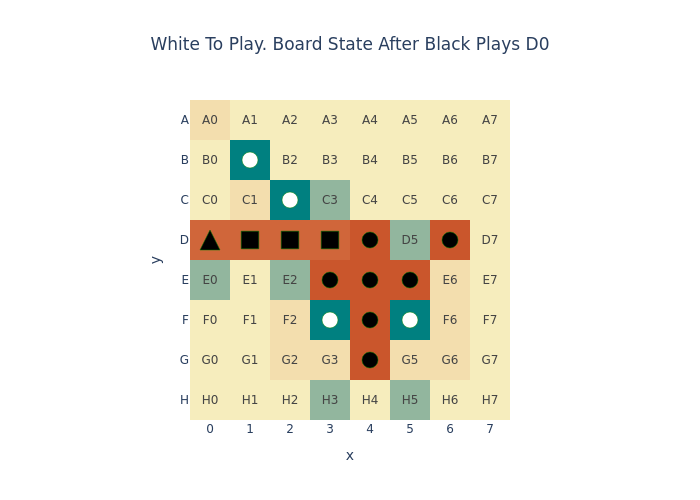 White To Play. Board State After Black Plays D0
A A0 A1 A2 A3 A4 A5 A6 A7
B B0 B2 B3 B4 B5 B6 B7
C C0 C1 C3 C4 C5 C6 C7
D D5 D7
y
E E0 E1 E2 E6 E7
F F0 F1 F2 F6 F7
G G0 G1 G2 G3 G5 G6 G7
H H0 H1 H2 H3 H4 H5 H6 H7
0 1 2 3 4 5 6 7
x